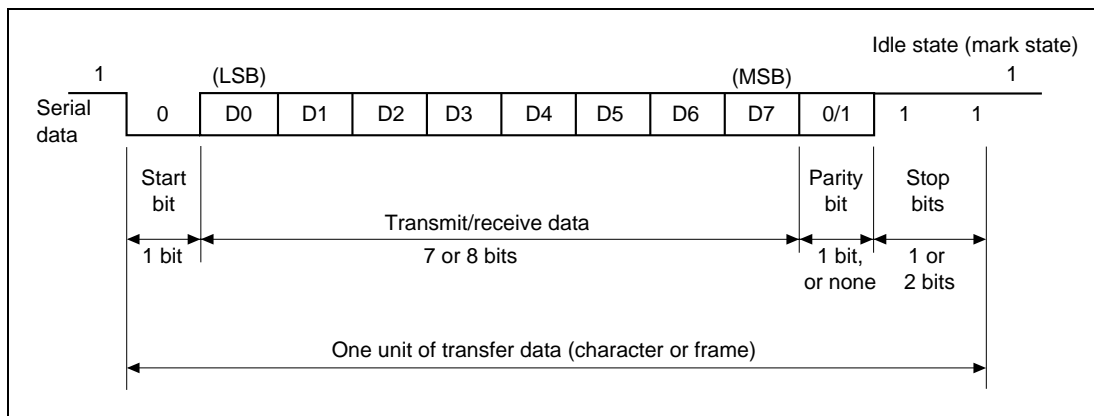 Idle state (mark state)
1 (LSB) (MSB) 1
Serial
data
0 D0 D1 D2 D3 D4 D5 D6 D7 0/1 1 1
Start
bit
Parity
bit
Stop
bits
Transmit/receive data
1 bit
7 or 8 bits
1 bit,
or none
1 or
2 bits
One unit of transfer data (character or frame)